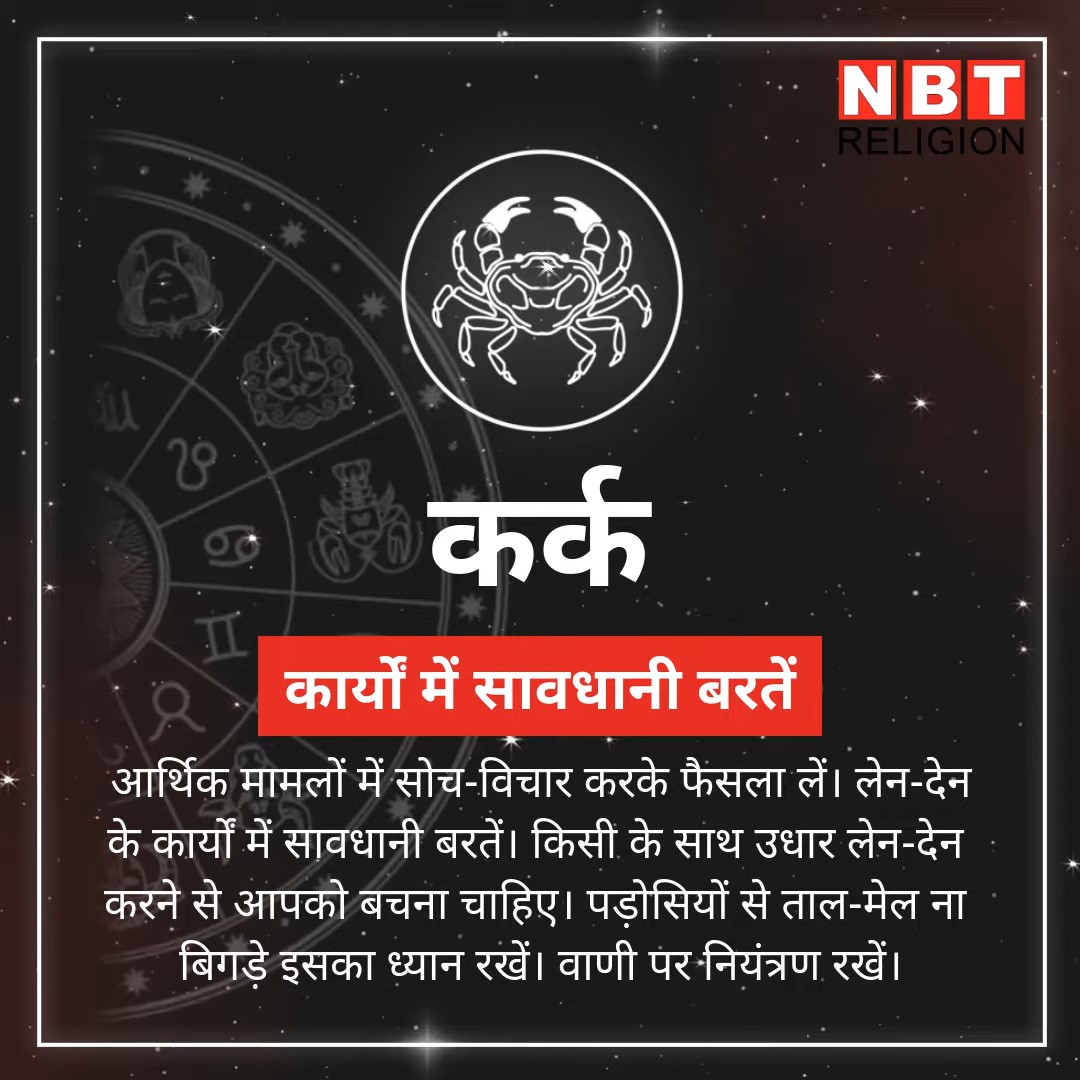 NBT
RELIGION
कर्क
कार्यों में सावधानी बरतें
आर्थिक मामलों में सोच-विचार करके फैसला लें। लेन-देन
के कार्यों में सावधानी बरतें। किसी के साथ उधार लेन-देन
करने से आपको बचना चाहिए। पड़ोसियों से ताल-मेल ना
बिगड़े इसका ध्यान रखें। वाणी पर नियंत्रण रखें।